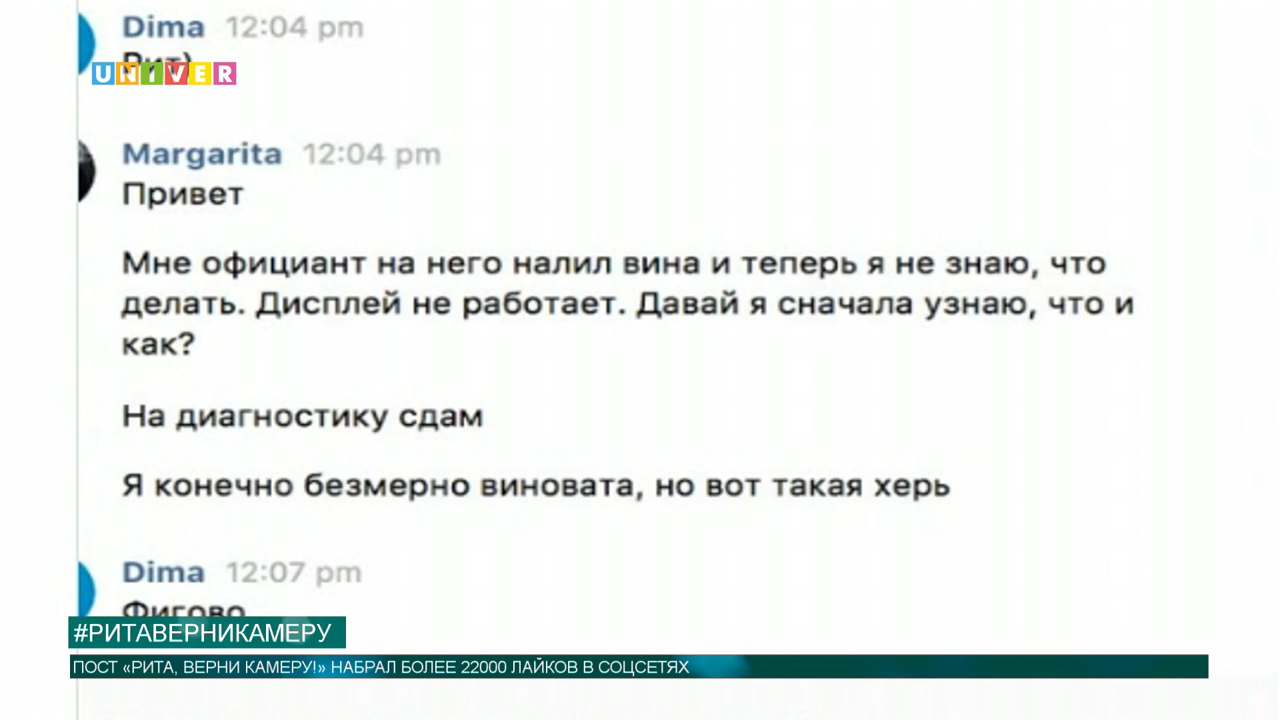 Dima 12:04 pm
Рит)
UNIVER
Margarita 12:04 pm
Привет
Мне официант на него налил вина и теперь я не знаю, что
делать. Дисплей не работает. Давай я сначала узнаю, что и
как?
На диагностику сдам
Я конечно безмерно виновата, но вот такая херь
Dima 12:07 pm
Фигово
#РИТАВЕРНИКАМЕРУ
ПОСТ «РИТА, ВЕРНИ КАМЕРУ!» НАБРАЛ БОЛЕЕ 22000 ЛАЙКОВ В СОЦСЕТЯХ